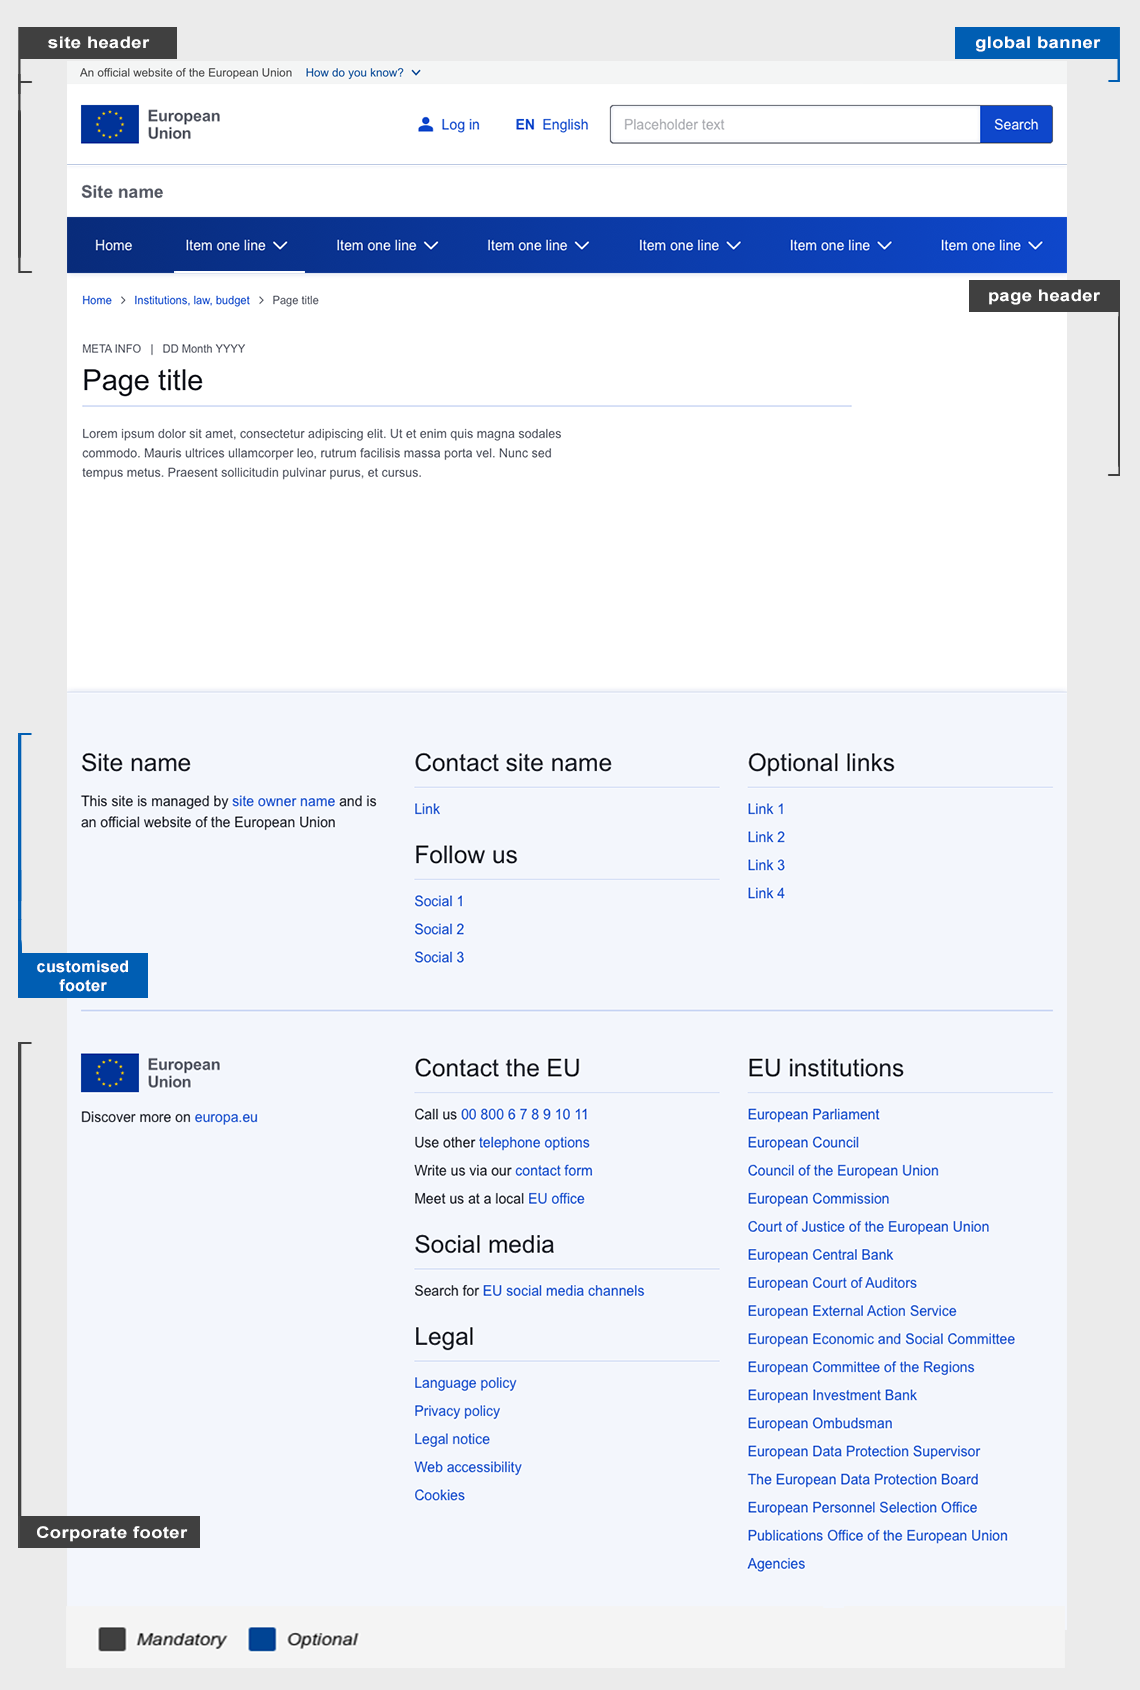 site header
global banner
An official website of the European Union How do you know?
European
Union
Log in
EN English
Placeholder text
Search
Site name
Home
Item one line
Item one line
Item one line
Item one line
Item one line
Item one line
page header
Home > Institutions, law, budget > Page title
META INFO | DD Month YYYY
Page title
Lorem ipsum dolor sit amet, consectetur adipiscing elit. Ut et enim quis magna sodales
commodo. Mauris ultrices ullamcorper leo, rutrum facilisis massa porta vel. Nunc sed
tempus metus. Praesent sollicitudin pulvinar purus, et cursus.
Site name
This site is managed by site owner name and is
an official website of the European Union
Contact site name
Link
Follow us
Social 1
Social 2
Social 3
Optional links
Link 1
Link 2
Link 3
Link 4
customised
footer
European
Union
Discover more on europa.eu
Contact the EU
Call us 00 800 6 7 8 9 10 11
Use other telephone options
Write us via our contact form
Meet us at a local EU office
Social media
Search for EU social media channels
Legal
Language policy
Privacy policy
Legal notice
Web accessibility
Cookies
EU institutions
European Parliament
European Council
Council of the European Union
European Commission
Court of Justice of the European Union
European Central Bank
European Court of Auditors
European External Action Service
European Economic and Social Committee
European Committee of the Regions
European Investment Bank
European Ombudsman
European Data Protection Supervisor
The European Data Protection Board
European Personnel Selection Office
Publications Office of the European Union
Agencies
Corporate footer
Mandatory
Optional